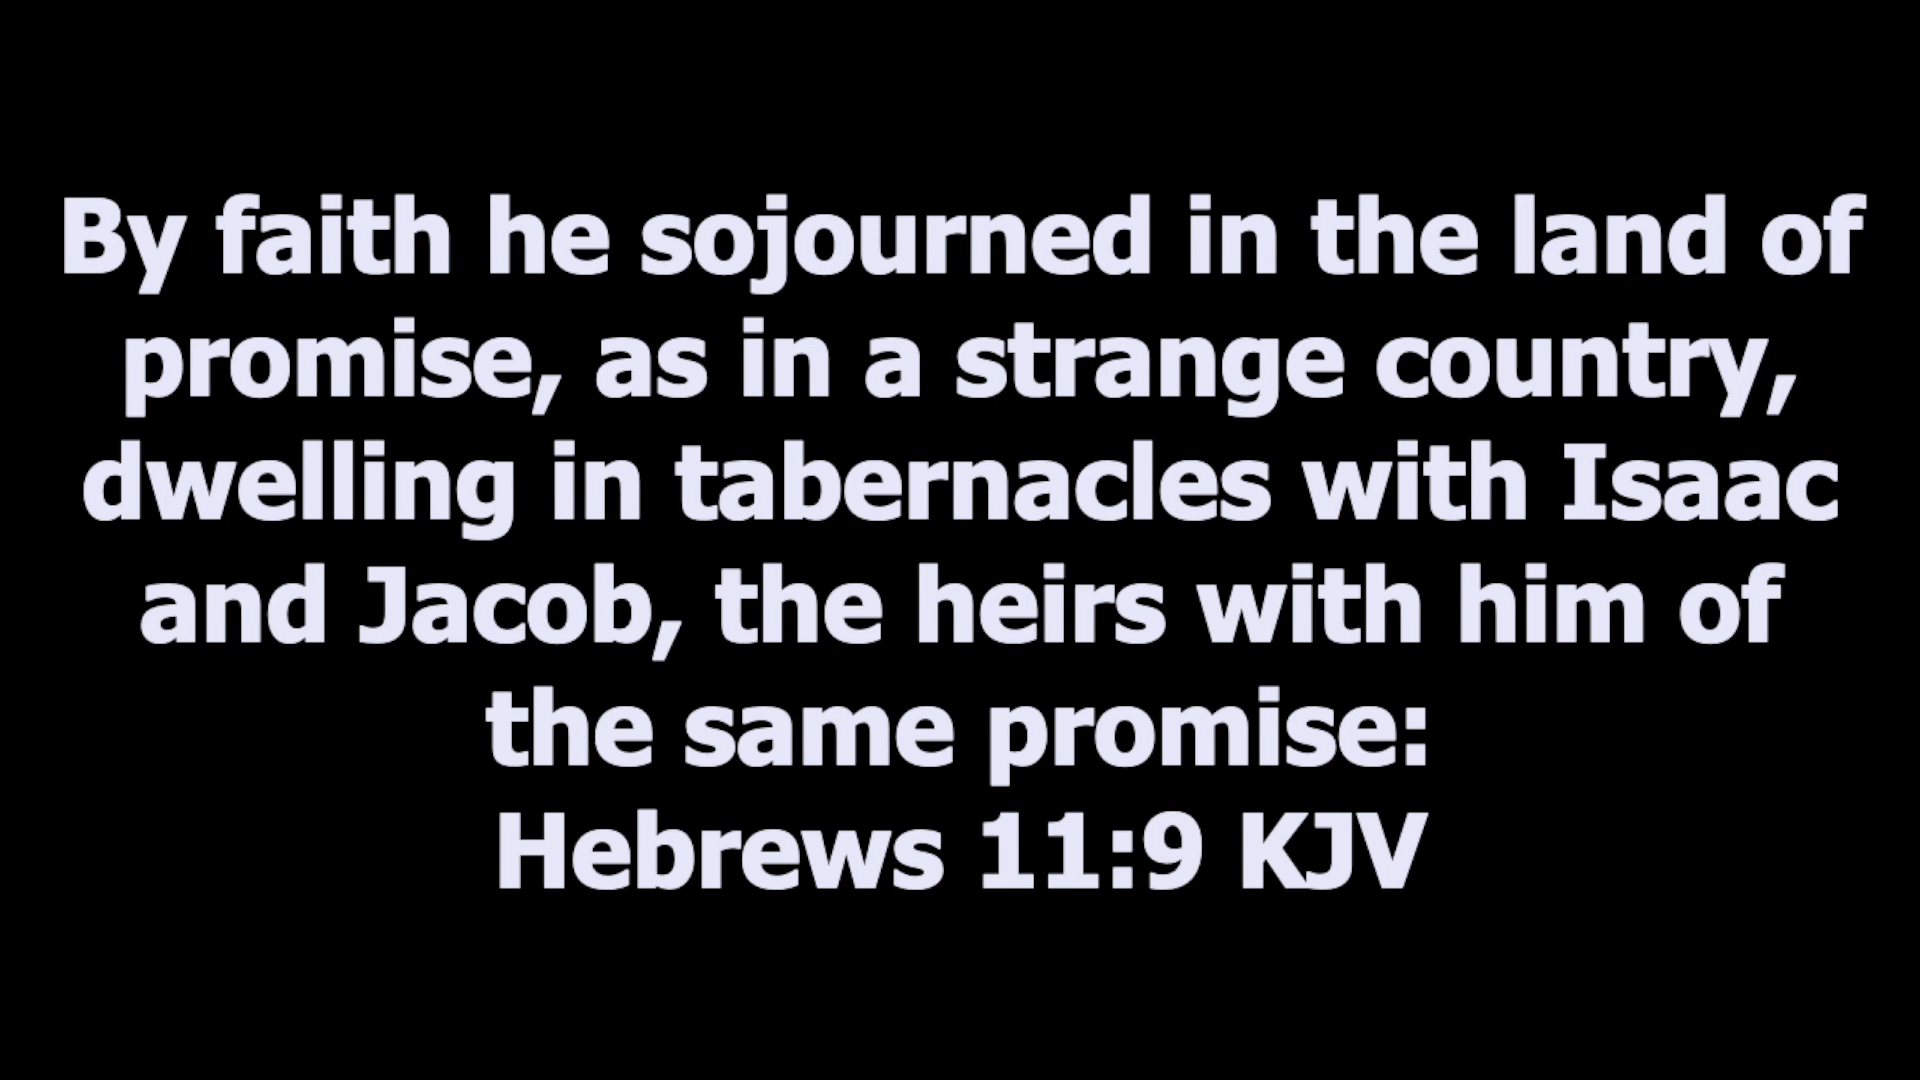 By faith he sojourned in the land of
promise, as in a strange country,
dwelling in tabernacles with Isaac
and Jacob, the heirs with him of
the same promise:
Hebrews 11:9 KJV